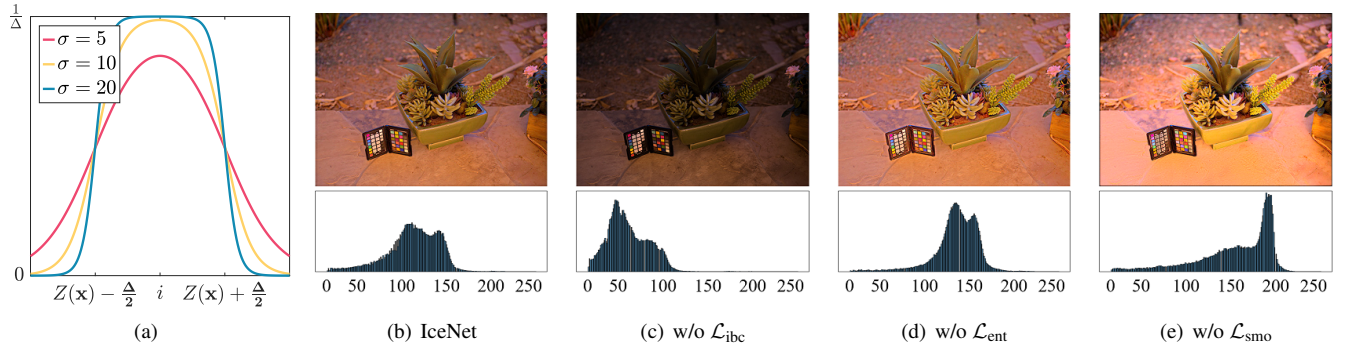 1/Δ
σ = 5
σ = 10
σ = 20
0
Z(x) − Δ/2 i Z(x) + Δ/2
(a)
0 50 100 150 200 250
(b) IceNet
0 50 100 150 200 250
(c) w/o ℒibc
0 50 100 150 200 250
(d) w/o ℒent
0 50 100 150 200 250
(e) w/o ℒsmo